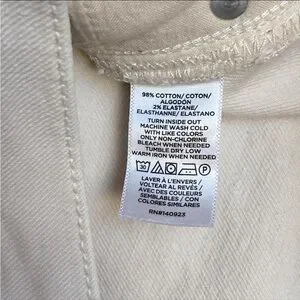 98% COTTON/ COTON/
ALGODÓN
2% ELASTANE/
ELASTHANNE/ ELASTANO
TURN INSIDE OUT
MACHINE WASH COLD
WITH LIKE COLORS
ONLY NON-CHLORINE
BLEACH WHEN NEEDED
TUMBLE DRY LOW
WARM IRON WHEN NEEDED
30 P
LAVER À L'ENVERS /
VOLTEAR AL REVÉS /
AVEC DES COULEURS
SEMBLABLES / CON
COLORES SIMILARES
RN#140923